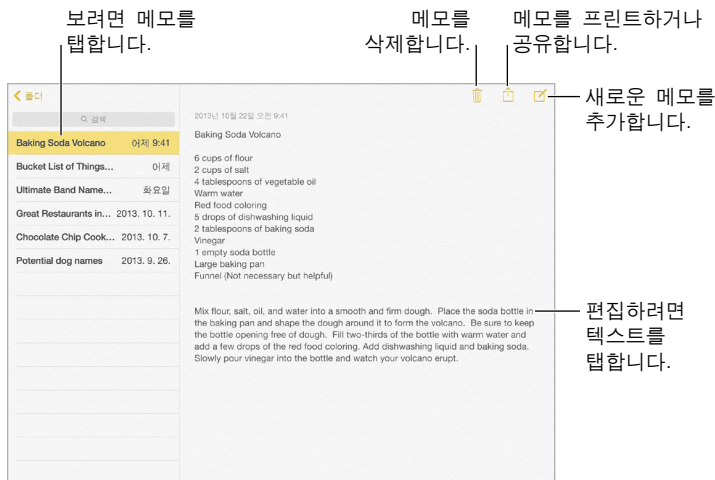 보려면 메모를
탭합니다.
메모를
삭제합니다.
메모를 프린트하거나
공유합니다.
새로운 메모를
추가합니다.
폴더
검색
Baking Soda Volcano 어제 9:41
Bucket List of Things... 어제
Ultimate Band Name... 화요일
Great Restaurants in... 2013. 10. 11.
Chocolate Chip Cook... 2013. 10. 7.
Potential dog names 2013. 9. 26.
2013년 10월 22일 오전 9:41
Baking Soda Volcano
6 cups of flour
2 cups of salt
4 tablespoons of vegetable oil
Warm water
Red food coloring
5 drops of dishwashing liquid
2 tablespoons of baking soda
Vinegar
1 empty soda bottle
Large baking pan
Funnel (Not necessary but helpful)
Mix flour, salt, oil, and water into a smooth and firm dough. Place the soda bottle in
the baking pan and shape the dough around it to form the volcano. Be sure to keep
the bottle opening free of dough. Fill two-thirds of the bottle with warm water and
add a few drops of the red food coloring. Add dishwashing liquid and baking soda.
Slowly pour vinegar into the bottle and watch your volcano erupt.
편집하려면
텍스트를
탭합니다.